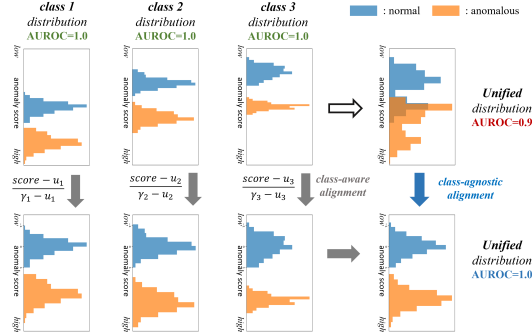 class 1
distribution
AUROC=1.0
class 2
distribution
AUROC=1.0
class 3
distribution
AUROC=1.0
: normal
: anomalous
low
anomaly score
high
low
anomaly score
high
low
anomaly score
high
low
anomaly score
high
Unified
distribution
AUROC=0.9
score − u₁
γ₁ − u₁
score − u₂
γ₂ − u₂
score − u₃
γ₃ − u₃
class-aware
alignment
class-agnostic
alignment
low
anomaly score
high
low
anomaly score
high
low
anomaly score
high
low
anomaly score
high
Unified
distribution
AUROC=1.0